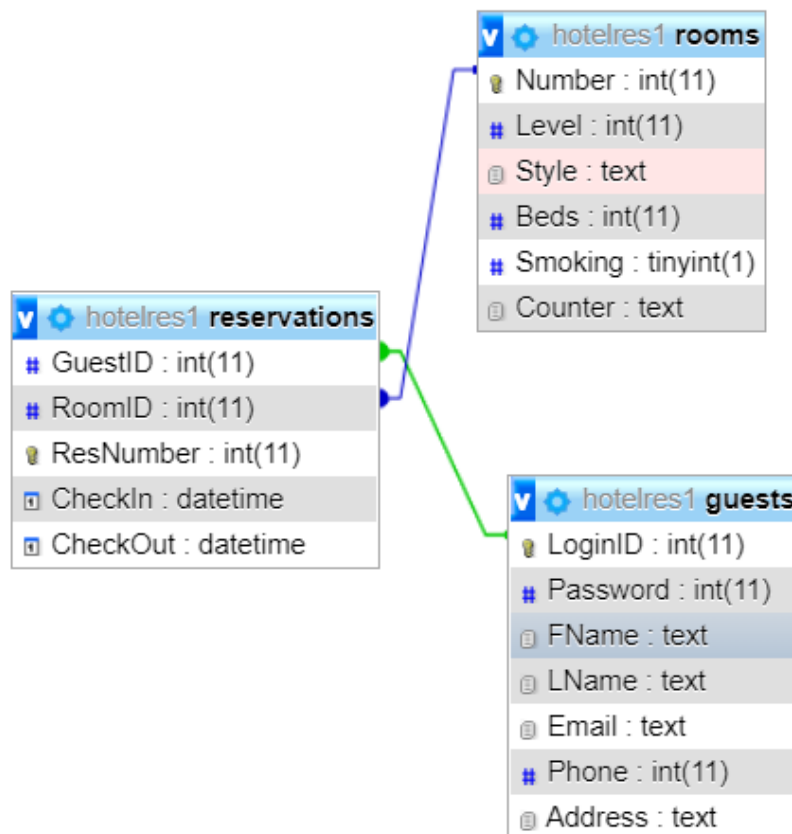 hotelres1 rooms
Number : int(11)
Level : int(11)
Style : text
Beds : int(11)
Smoking : tinyint(1)
Counter : text
hotelres1 reservations
GuestID : int(11)
RoomID : int(11)
ResNumber : int(11)
CheckIn : datetime
CheckOut : datetime
hotelres1 guests
LoginID : int(11)
Password : int(11)
FName : text
LName : text
Email : text
Phone : int(11)
Address : text